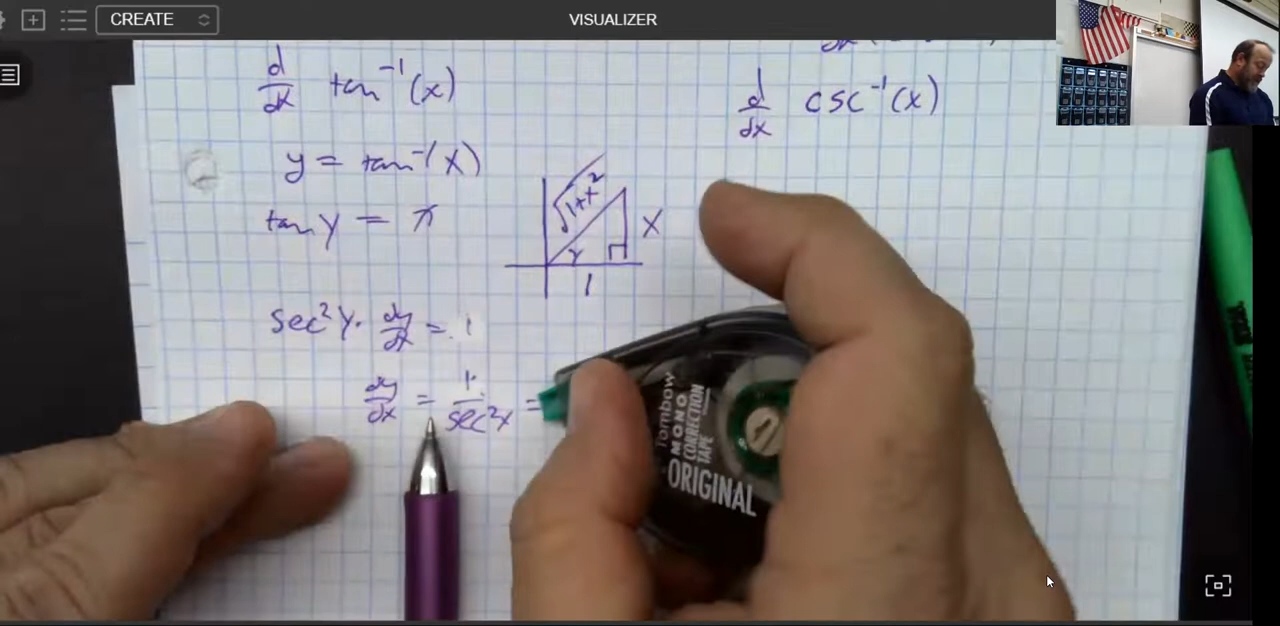 CREATE
VISUALIZER
d/dx tan⁻¹(x)
d/dx csc⁻¹(x)
y = tan⁻¹(x)
tan y = x
√1+x²
x
y
1
sec² y · dy/dx = 1
dy/dx = 1/sec²x =
Tombow
MONO
CORRECTION
TAPE
ORIGINAL